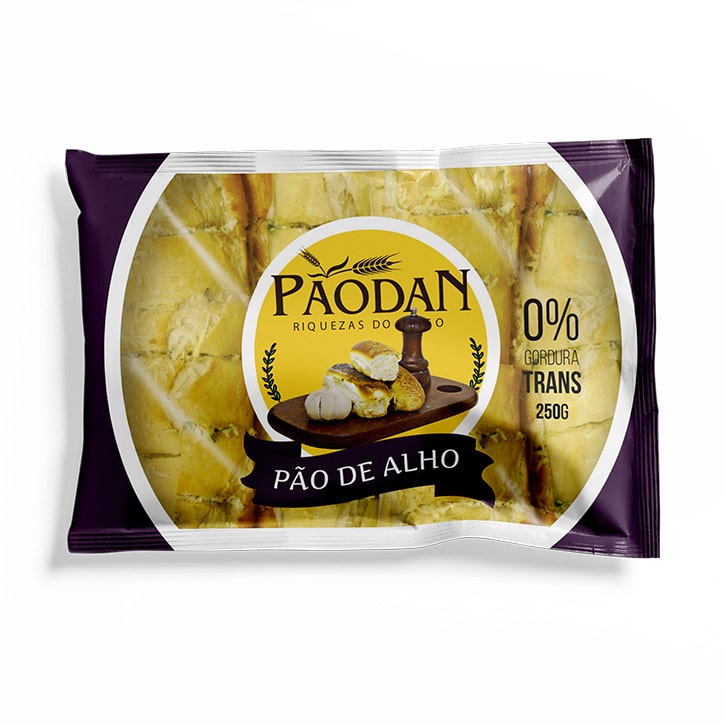 PÃODAN
RIQUEZAS DO
0%
GORDURA
TRANS
250G
PÃO DE ALHO